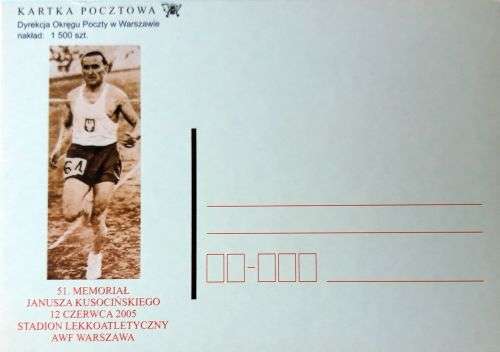 KARTKA POCZTOWA
Dyrekcja Okręgu Poczty w Warszawie
nakład: 1 500 szt.
61
51. MEMORIAŁ
JANUSZA KUSOCIŃSKIEGO
12 CZERWCA 2005
STADION LEKKOATLETYCZNY
AWF WARSZAWA